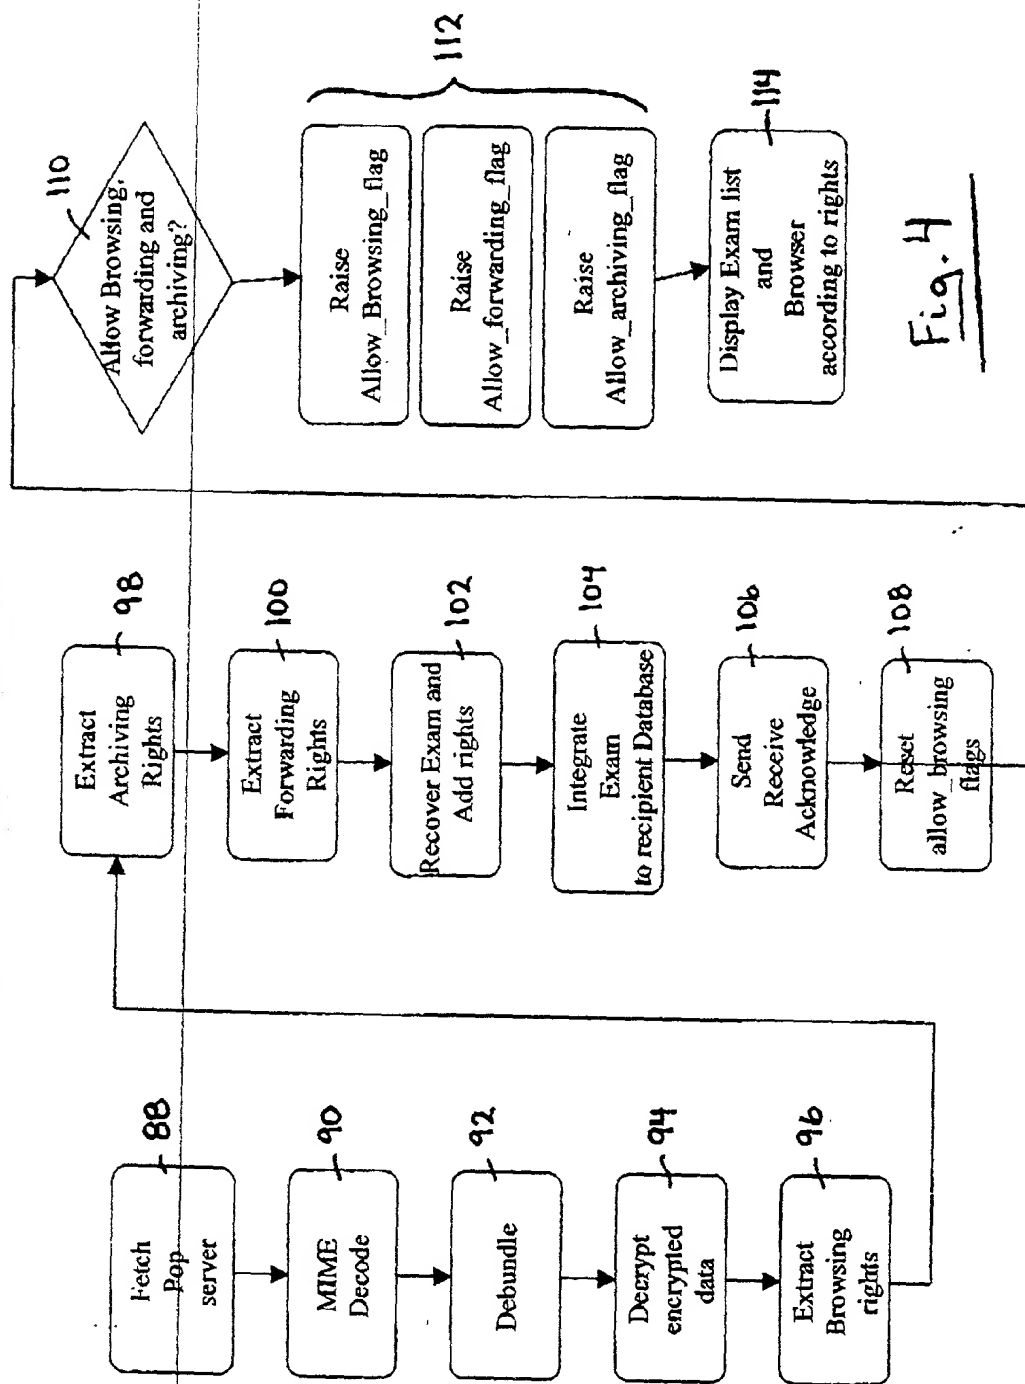 Fetch
Pop
server
88
MIME
Decode
90
Debundle
92
Decrypt
encrypted
data
94
Extract
Browsing
rights
96
Extract
Archiving
Rights
98
Extract
Forwarding
Rights
100
Recover Exam and
Add rights
102
Integrate
Exam
to recipient Database
104
Send
Receive
Acknowledge
106
Reset
allow_browsing
flags
108
Allow Browsing,
forwarding and
archiving?
110
Raise
Allow_Browsing_flag
Raise
Allow_forwarding_flag
Raise
Allow_archiving_flag
112
Display Exam list
and
Browser
according to rights
114
Fig. 4